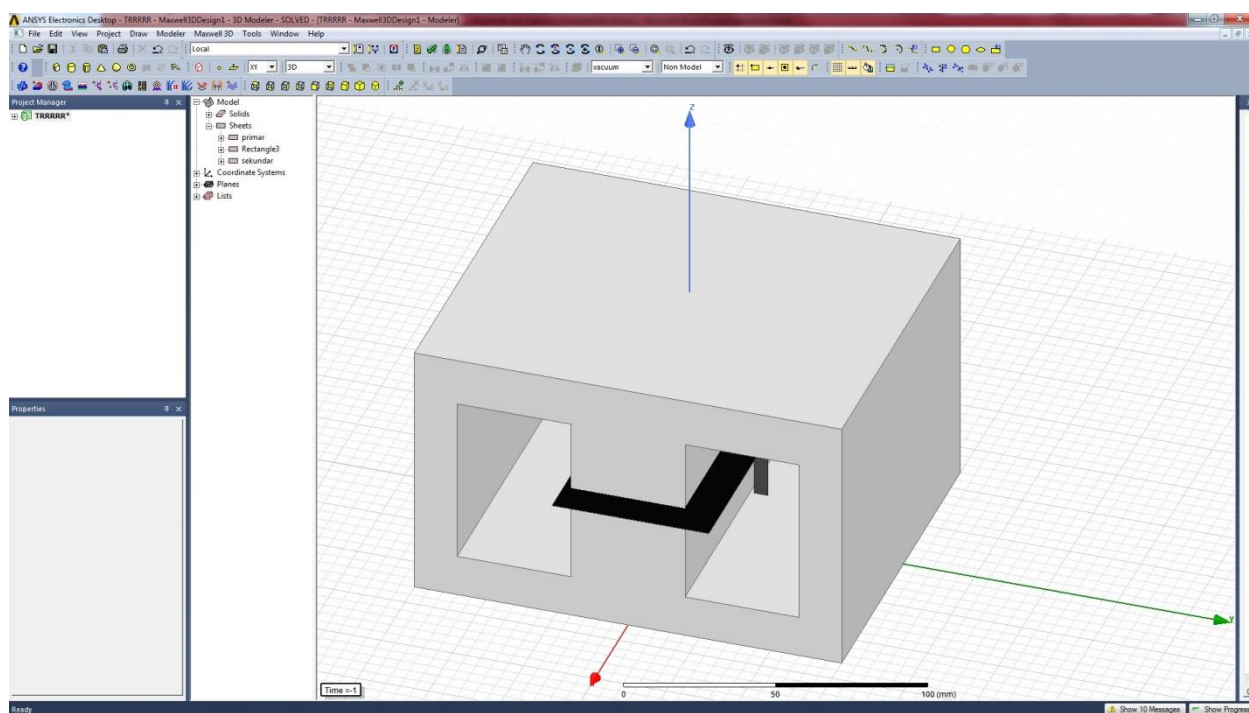 ANSYS Electronics Desktop - TRRRRR - Maxwell3DDesign1 - 3D Modeler - SOLVED - [TRRRRR - Maxwell3DDesign1 - Modeler]
File Edit View Project Draw Modeler Maxwell 3D Tools Window Help
Local
XY 3D vacuum Non Model
Project Manager
TRRRRR*
Model
Solids
Sheets
primar
Rectangle3
sekundar
Coordinate Systems
Planes
Lists
Properties
Z
Y
Time =-1
0 50 100 (mm)
Ready
Show 10 Messages Show Progress